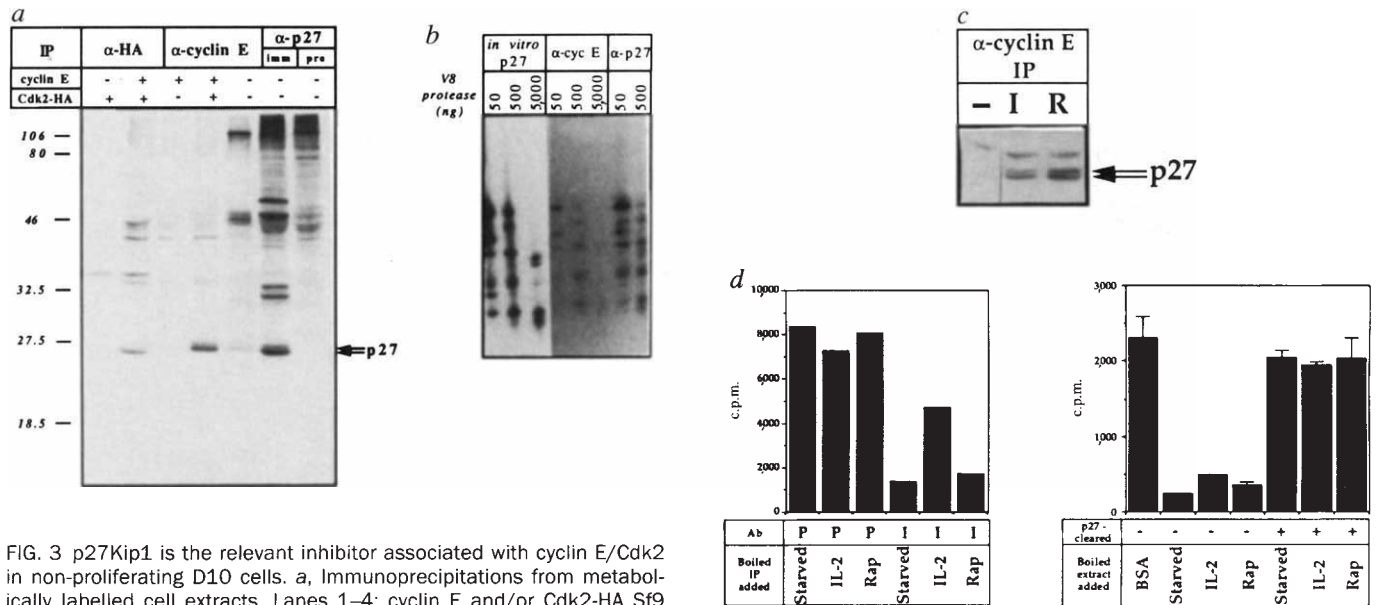 a
IP α-HA α-cyclin E α-p27
imm pre
cyclin E - + + + - - -
Cdk2-HA + + - + - - -
106
80
46
32.5
27.5
18.5
p27
b
in vitro p27 α-cyc E α-p27
V8 protease (ng) 50 500 5,000 50 500 5,000 50 500
c
α-cyclin E
IP
– I R
p27
d
10,000
8000
6000
4000
2000
0
c.p.m.
Ab P P P I I I
Boiled IP added Starved IL-2 Rap Starved IL-2 Rap
3,000
2,000
1,000
0
c.p.m.
p27-cleared - - - - + + +
Boiled extract added BSA Starved IL-2 Rap Starved IL-2 Rap
FIG. 3 p27Kip1 is the relevant inhibitor associated with cyclin E/Cdk2
in non-proliferating D10 cells. a, Immunoprecipitations from metabol-
ically labelled cell extracts. Lanes 1–4: cyclin E and/or Cdk2-HA Sf9